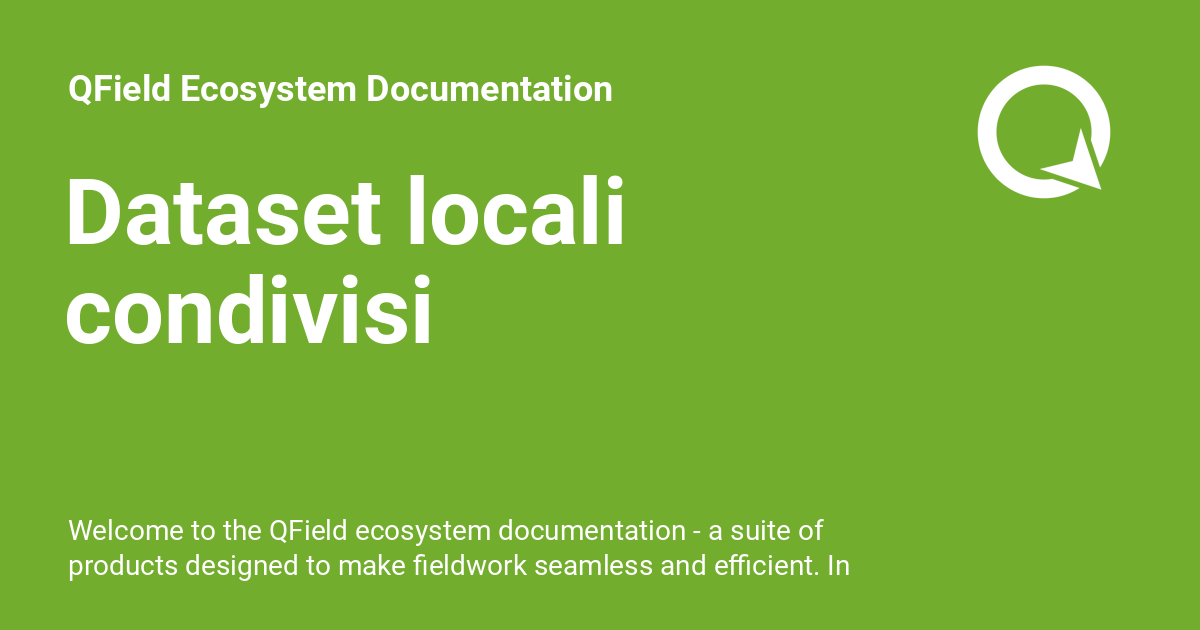 QField Ecosystem Documentation
Dataset locali
condivisi
Welcome to the QField ecosystem documentation - a suite of
products designed to make fieldwork seamless and efficient. In